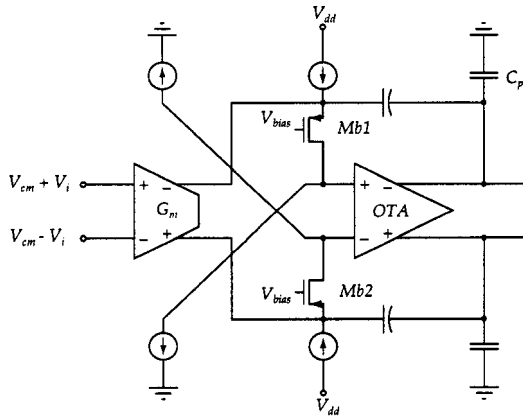 V_dd
C_p
V_bias
Mb1
V_cm + V_i
+
−
G_m
+
−
OTA
V_cm - V_i
−
+
−
+
V_bias
Mb2
V_dd